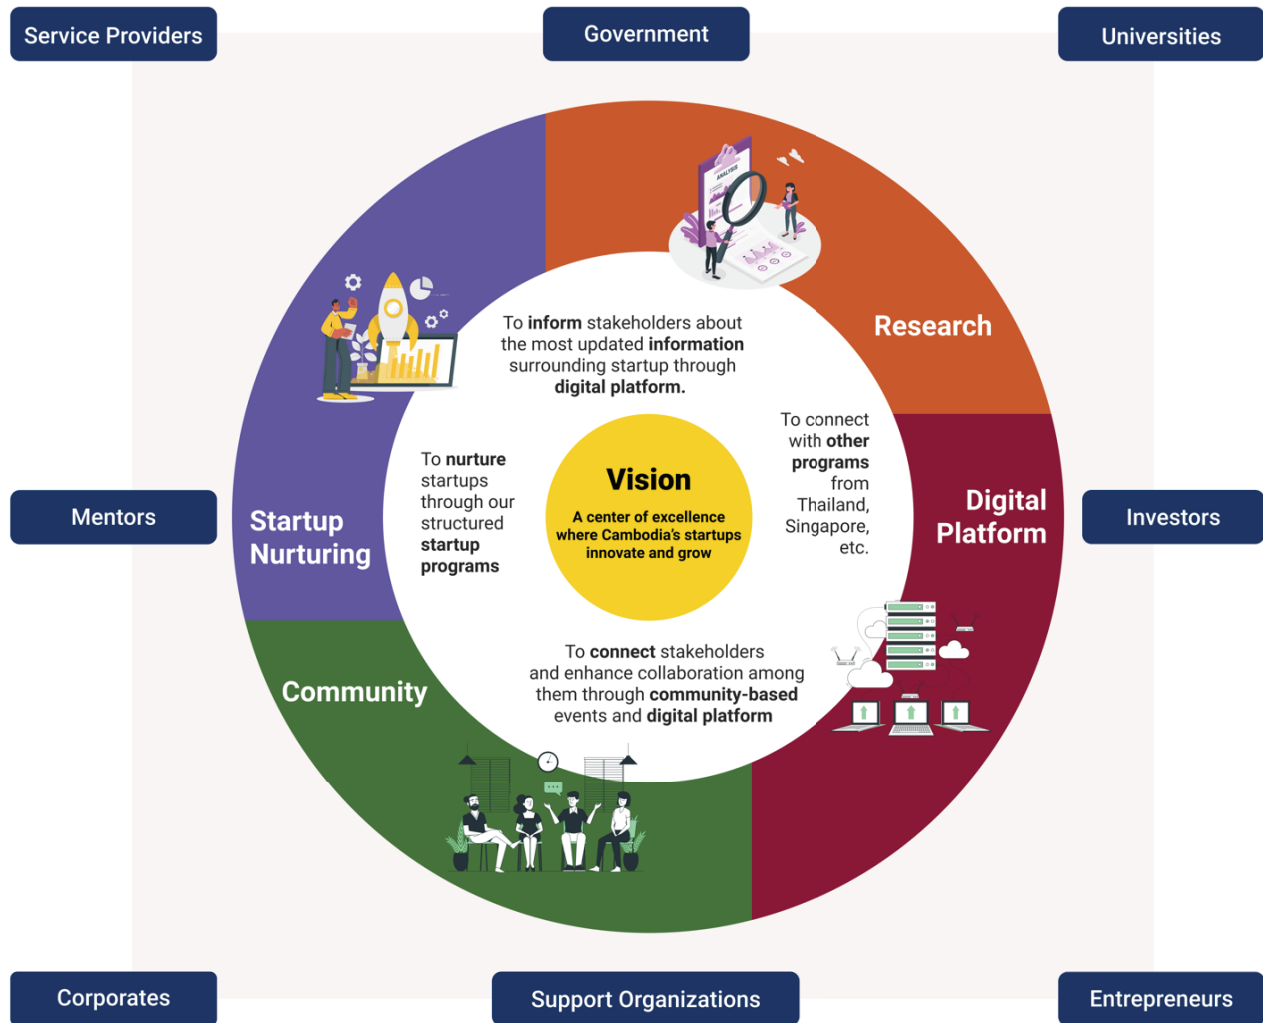 Service Providers
Government
Universities
ANALYSIS
Research
To inform stakeholders about
the most updated information
surrounding startup through
digital platform.
To connect
with other
programs
from
Thailand,
Singapore,
etc.
To nurture
startups
through our
structured
startup
programs
Vision
A center of excellence
where Cambodia's startups
innovate and grow
Startup
Nurturing
Digital
Platform
Mentors
Investors
To connect stakeholders
and enhance collaboration among
them through community-based
events and digital platform
Community
Corporates
Support Organizations
Entrepreneurs